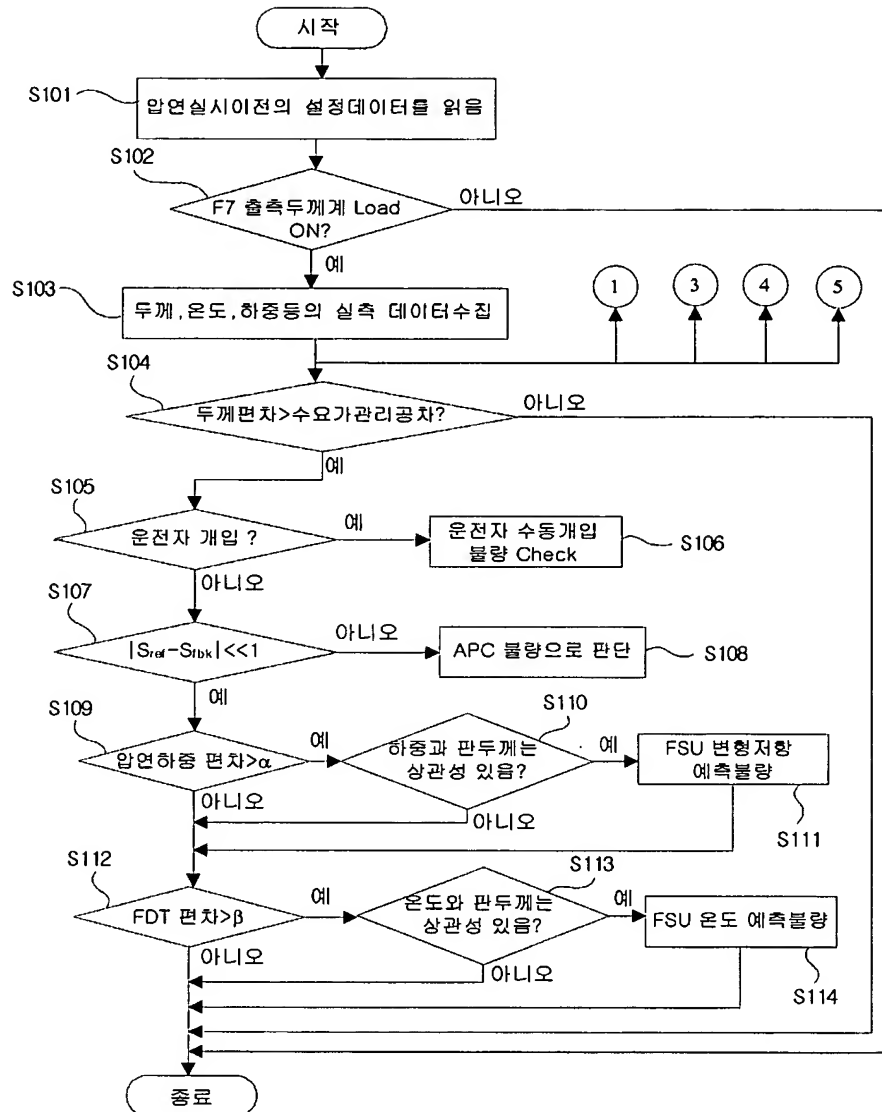 시작
S101
압연실시이전의 설정데이터를 읽음
S102
F7 출측두께계 Load
ON?
아니오
예
S103
두께,온도,하중등의 실측 데이터수집
1
3
4
5
S104
두께편차>수요가관리공차?
아니오
예
S105
운전자 개입 ?
예
운전자 수동개입
불량 Check
S106
아니오
S107
|Sref-Sfbk|<<1
아니오
APC 불량으로 판단
S108
예
S109
압연하중 편차>α
예
S110
하중과 판두께는
상관성 있음?
예
FSU 변형저항
예측불량
S111
아니오
아니오
S112
FDT 편차>β
예
S113
온도와 판두께는
상관성 있음?
예
FSU 온도 예측불량
S114
아니오
아니오
종료